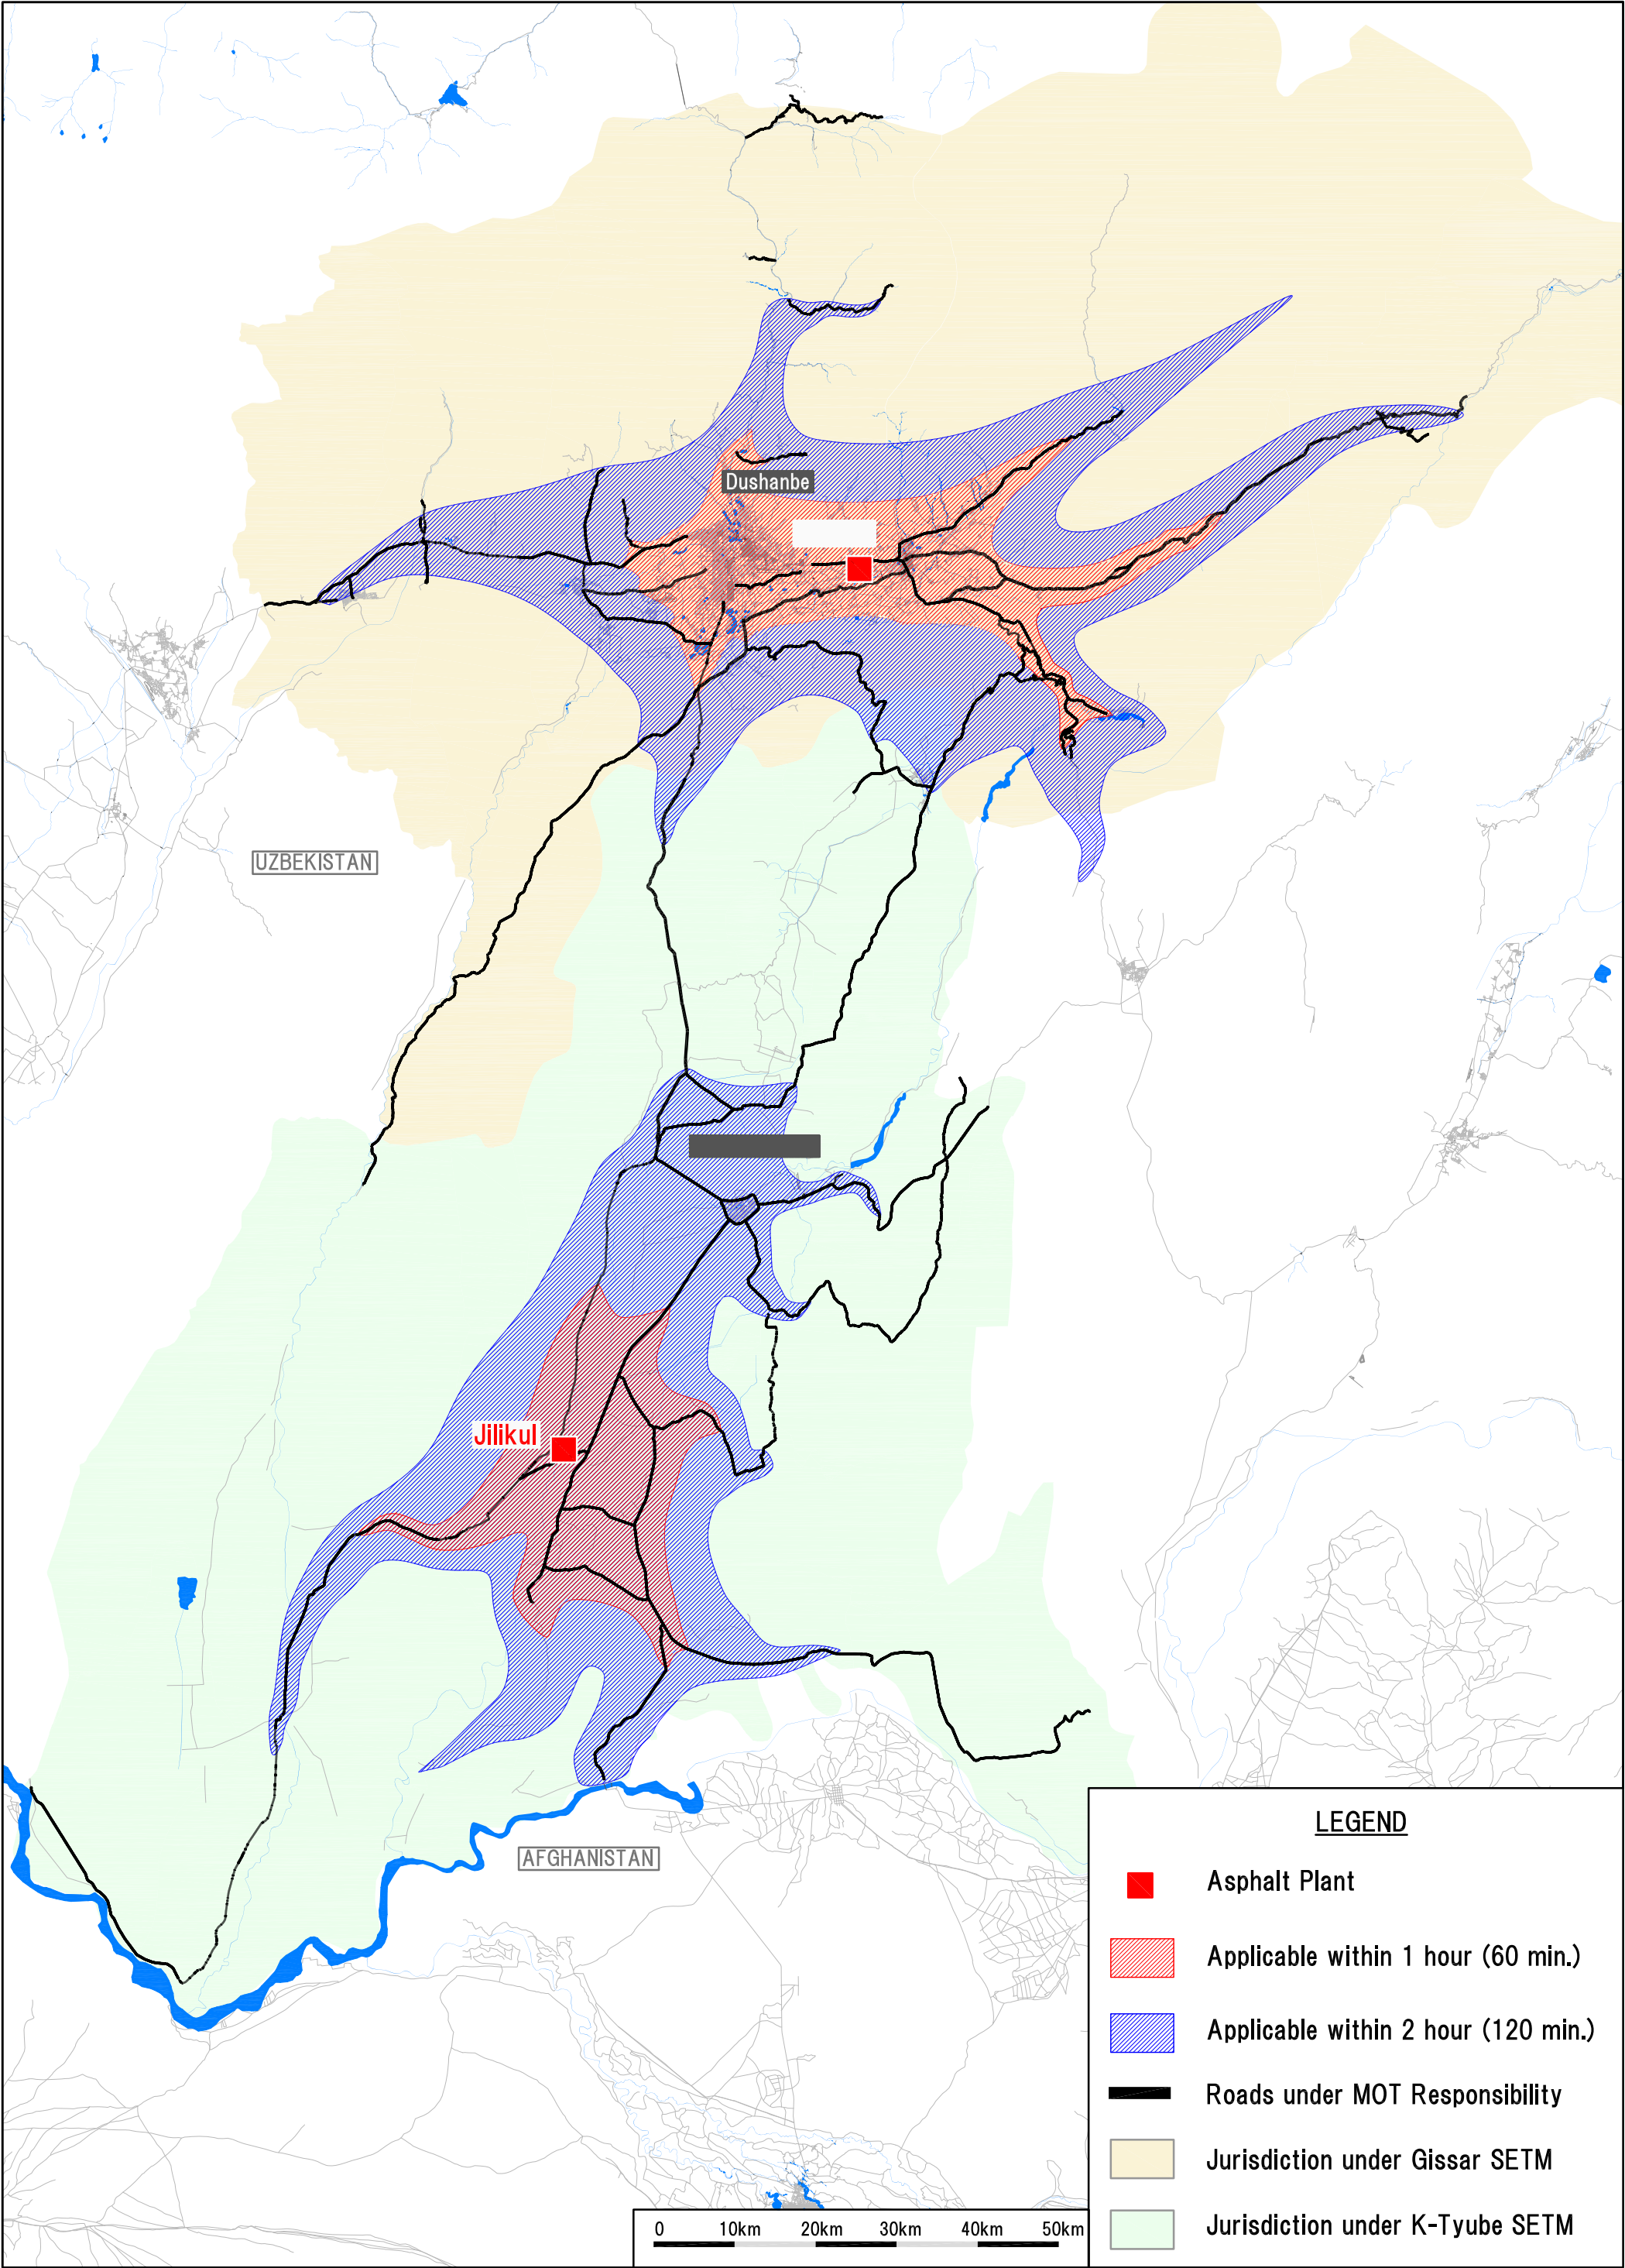 Dushanbe
UZBEKISTAN
Jilikul
AFGHANISTAN
LEGEND
Asphalt Plant
Applicable within 1 hour (60 min.)
Applicable within 2 hour (120 min.)
Roads under MOT Responsibility
Jurisdiction under Gissar SETM
Jurisdiction under K-Tyube SETM
0 10km 20km 30km 40km 50km